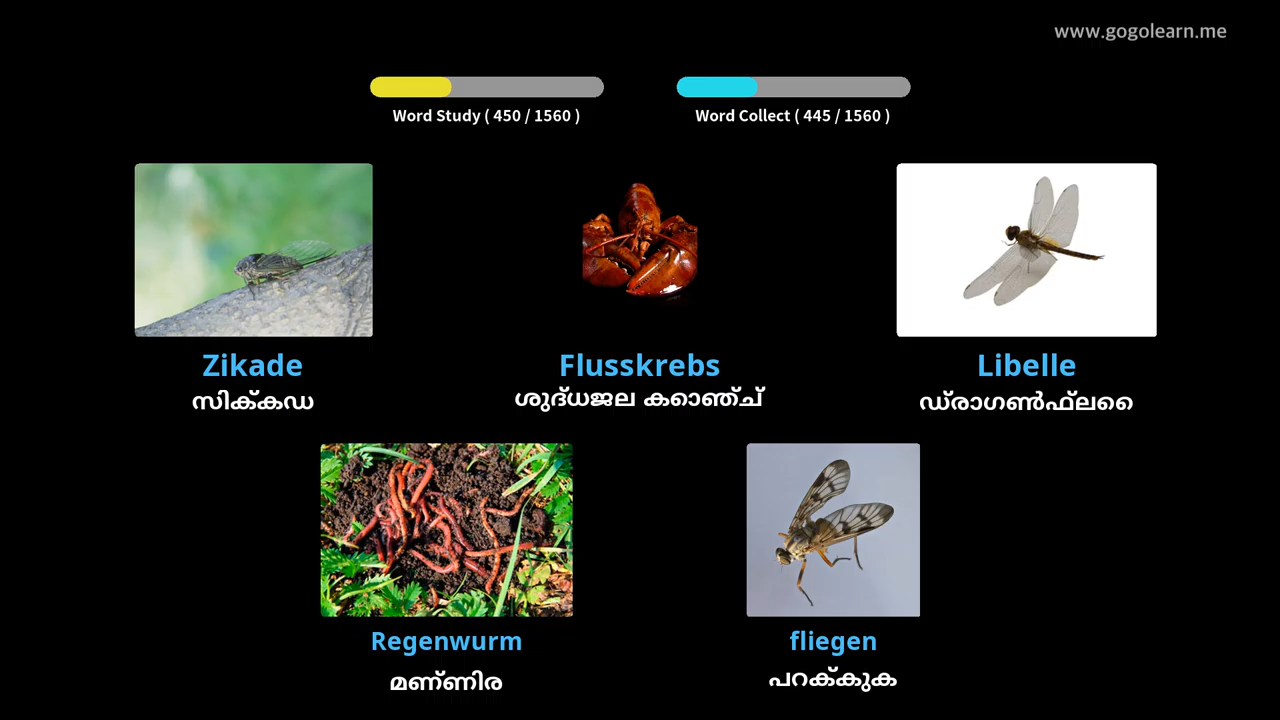 www.gogolearn.me
Word Study ( 450 / 1560 )
Word Collect ( 445 / 1560 )
Zikade
സിക്കഡ
Flusskrebs
ശുദ്ധജല കൊഞ്ച്
Libelle
ഡ്രാഗൺഫ്ലൈ
Regenwurm
മണ്ണിര
fliegen
പറക്കുക